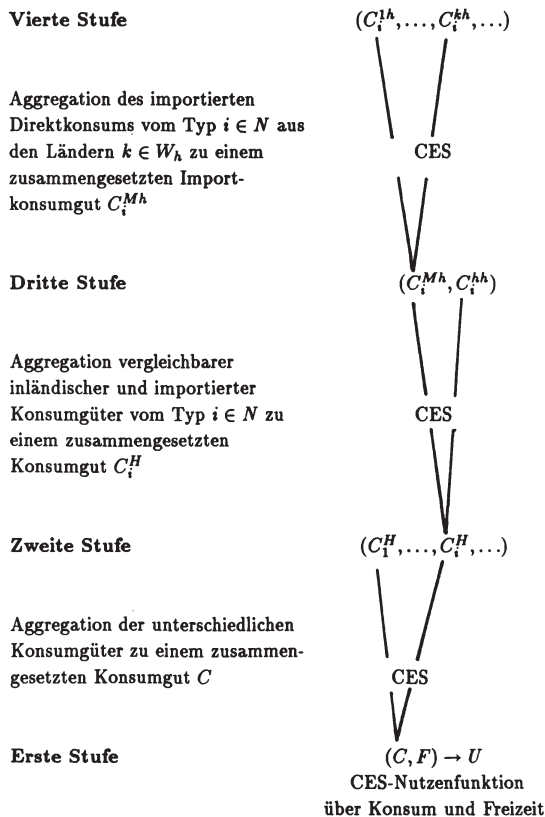 Vierte Stufe
(C_i^{1h}, ..., C_i^{kh}, ...)
Aggregation des importierten
Direktkonsums vom Typ i ∈ N aus
den Ländern k ∈ W_h zu einem
zusammengesetzten Import-
konsumgut C_i^{Mh}
CES
Dritte Stufe
(C_i^{Mh}, C_i^{hh})
Aggregation vergleichbarer
inländischer und importierter
Konsumgüter vom Typ i ∈ N zu
einem zusammengesetzten
Konsumgut C_i^H
CES
Zweite Stufe
(C_1^H, ..., C_i^H, ...)
Aggregation der unterschiedlichen
Konsumgüter zu einem zusammen-
gesetzten Konsumgut C
CES
Erste Stufe
(C, F) → U
CES-Nutzenfunktion
über Konsum und Freizeit